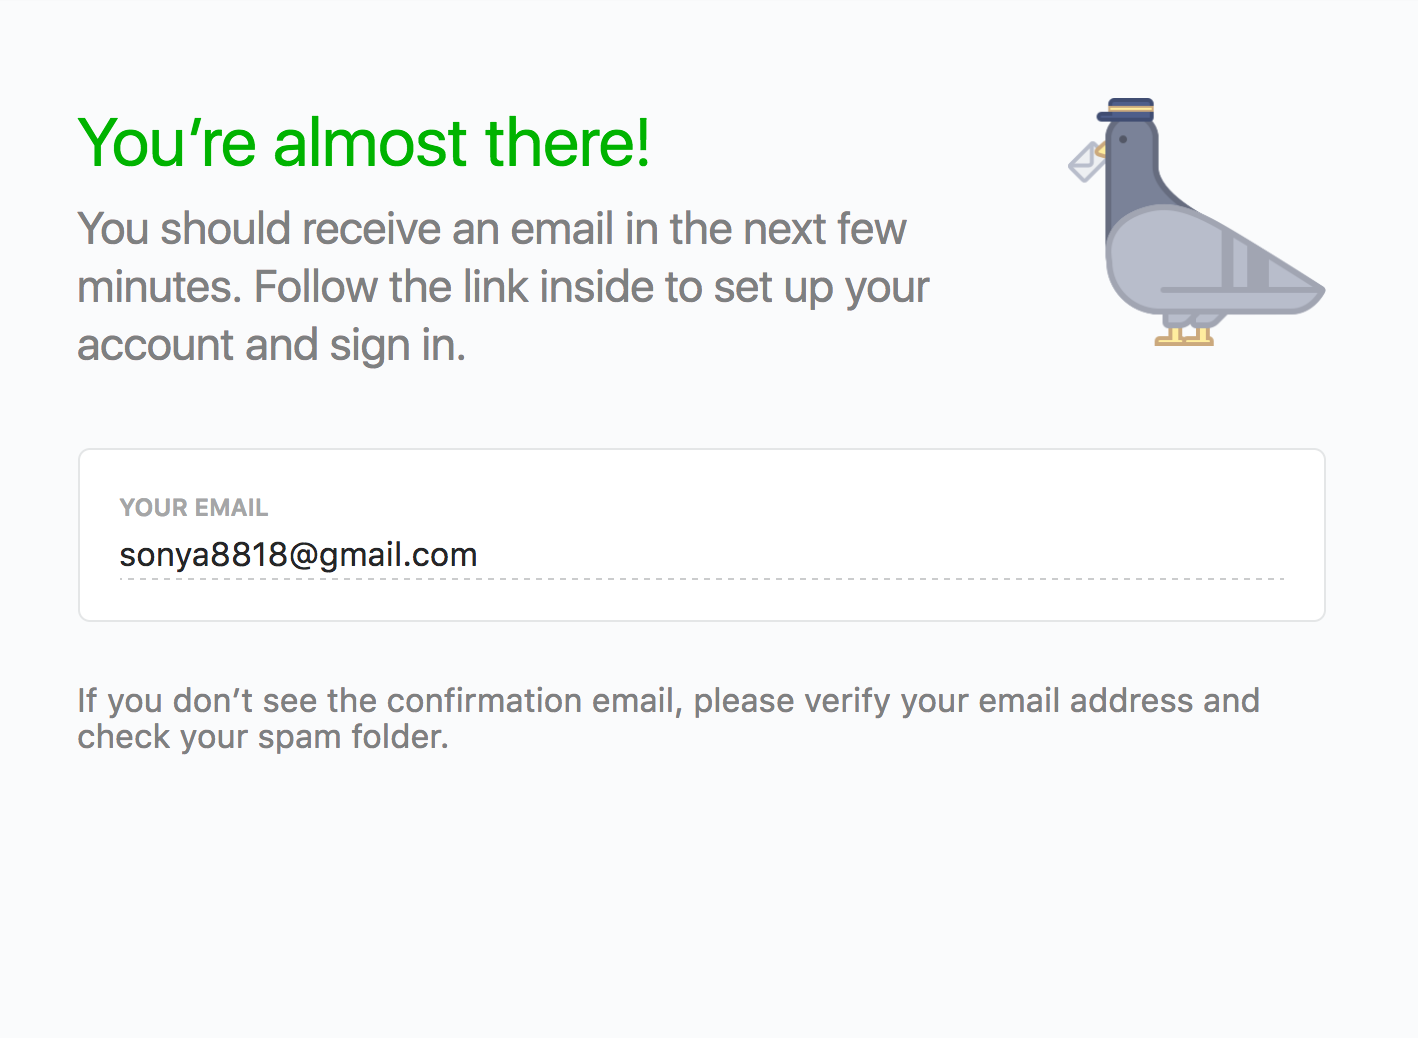 You‘re almost there!
You should receive an email in the next few
minutes. Follow the link inside to set up your
account and sign in.
YOUR EMAIL
sonya8818@gmail.com
If you don’t see the confirmation email, please verify your email address and
check your spam folder.